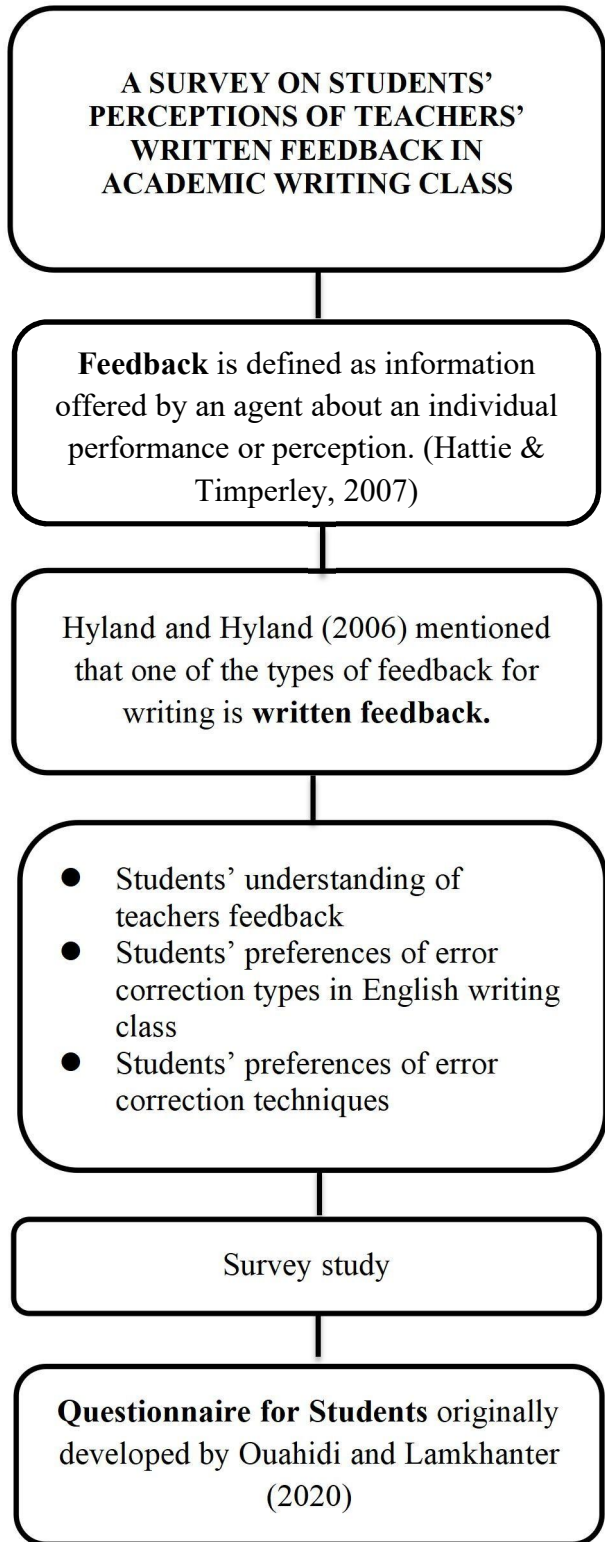 A SURVEY ON STUDENTS’
PERCEPTIONS OF TEACHERS’
WRITTEN FEEDBACK IN
ACADEMIC WRITING CLASS
Feedback is defined as information
offered by an agent about an individual
performance or perception. (Hattie &
Timperley, 2007)
Hyland and Hyland (2006) mentioned
that one of the types of feedback for
writing is written feedback.
● Students’ understanding of
teachers feedback
● Students’ preferences of error
correction types in English writing
class
● Students’ preferences of error
correction techniques
Survey study
Questionnaire for Students originally
developed by Ouahidi and Lamkhanter
(2020)